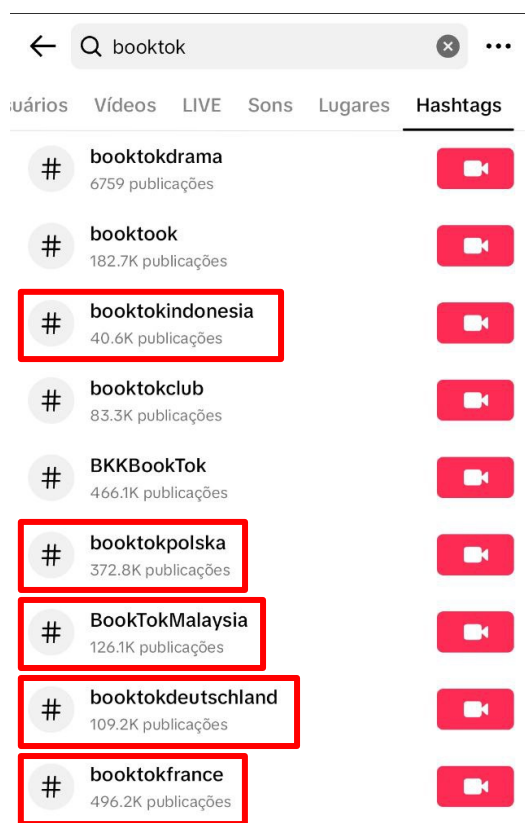 booktok
uários Vídeos LIVE Sons Lugares Hashtags
# booktokdrama
6759 publicações
# booktook
182.7K publicações
# booktokindonesia
40.6K publicações
# booktokclub
83.3K publicações
# BKKBookTok
466.1K publicações
# booktokpolska
372.8K publicações
# BookTokMalaysia
126.1K publicações
# booktokdeutschland
109.2K publicações
# booktokfrance
496.2K publicações